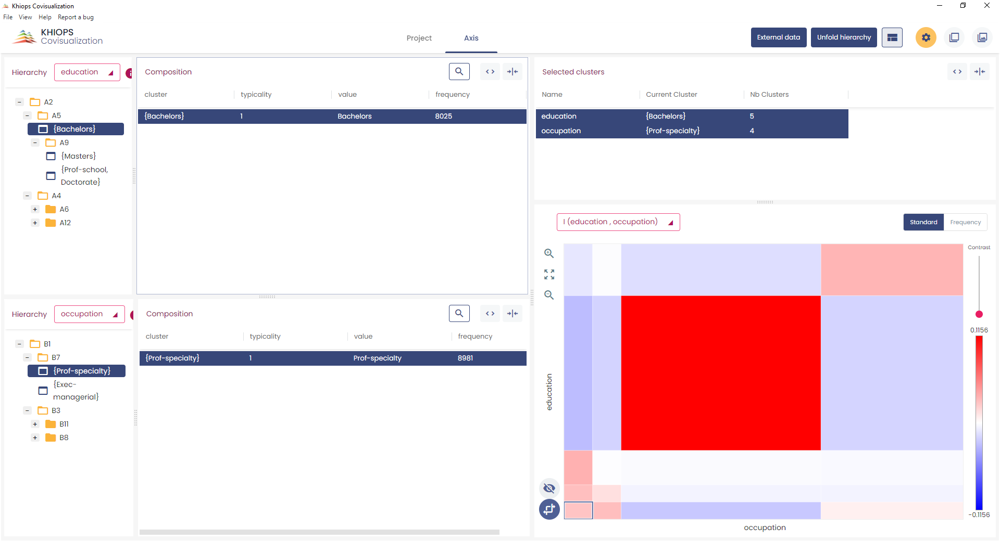 Khiops Covisualization
File View Help Report a bug
KHIOPS
Covisualization
Project Axis
External data Unfold hierarchy
Hierarchy education
A2
A5
{Bachelors}
A9
{Masters}
{Prof-school,
Doctorate}
A4
A6
A12
Composition
cluster typicality value frequency
{Bachelors} 1 Bachelors 8025
Selected clusters
Name Current Cluster Nb Clusters
education {Bachelors} 5
occupation {Prof-specialty} 4
Hierarchy occupation
B1
B7
{Prof-specialty}
{Exec-
managerial}
B3
B11
B8
Composition
cluster typicality value frequency
{Prof-specialty} 1 Prof-specialty 8981
I (education , occupation)
Standard Frequency
Contrast
0.1156
-0.1156
education
occupation